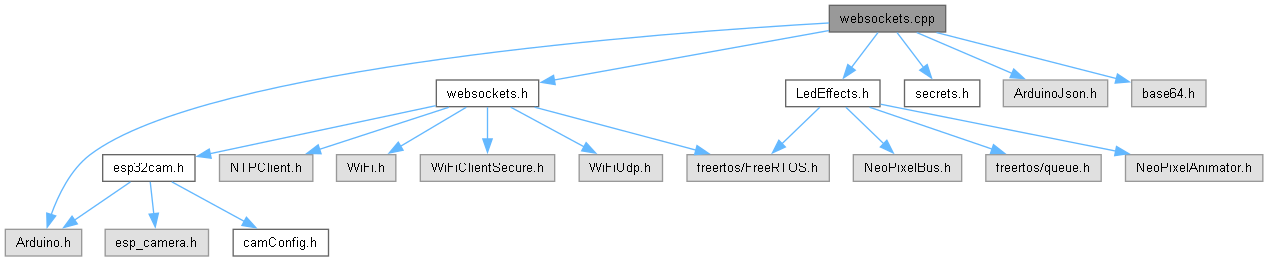 websockets.cpp
websockets.h
LedEffects.h
secrets.h
ArduinoJson.h
base64.h
esp32cam.h
NTPClient.h
WiFi.h
WiFiClientSecure.h
WiFiUdp.h
freertos/FreeRTOS.h
NeoPixelBus.h
freertos/queue.h
NeoPixelAnimator.h
Arduino.h
esp_camera.h
camConfig.h